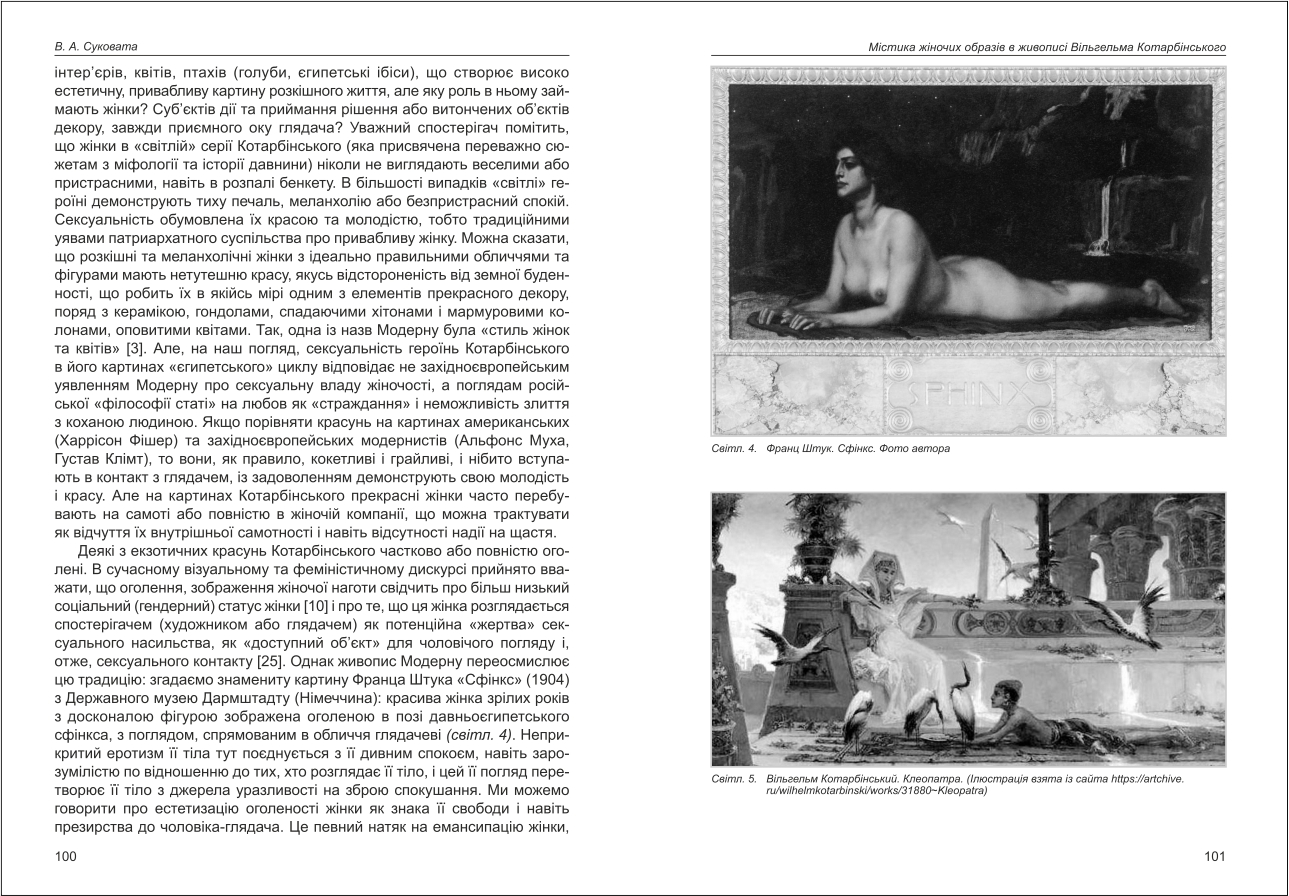 В. А. Суковата
інтер’єрів, квітів, птахів (голуби, єгипетські ібіси), що створює високо
естетичну, привабливу картину розкішного життя, але яку роль в ньому зай-
мають жінки? Суб’єктів дії та приймання рішення або витончених об’єктів
декору, завжди приємного оку глядача? Уважний спостерігач помітить,
що жінки в «світлій» серії Котарбінського (яка присвячена переважно сю-
жетам з міфології та історії давнини) ніколи не виглядають веселими або
пристрасними, навіть в розпалі бенкету. В більшості випадків «світлі» ге-
роїні демонструють тиху печаль, меланхолію або безпристрасний спокій.
Сексуальність обумовлена їх красою та молодістю, тобто традиційними
уявами патриархатного суспільства про привабливу жінку. Можна сказати,
що розкішні та меланхолічні жінки з ідеально правильними обличчями та
фігурами мають нетутешню красу, якусь відстороненість від земної буден-
ності, що робить їх в якійсь мірі одним з елементів прекрасного декору,
поряд з керамікою, гондолами, спадаючими хітонами і мармуровими ко-
лонами, оповитими квітами. Так, одна із назв Модерну була «стиль жінок
та квітів» [3]. Але, на наш погляд, сексуальність героїнь Котарбінського
в його картинах «єгипетського» циклу відповідає не західноєвропейським
уявленням Модерну про сексуальну владу жіночості, а поглядам росій-
ської «філософії статі» на любов як «страждання» і неможливість злиття
з коханою людиною. Якщо порівняти красунь на картинах американських
(Харрісон Фішер) та західноєвропейських модернистів (Альфонс Муха,
Густав Клімт), то вони, як правило, кокетливі і грайливі, і нібито вступа-
ють в контакт з глядачем, із задоволенням демонструють свою молодість
і красу. Але на картинах Котарбінського прекрасні жінки часто перебу-
вають на самоті або повністю в жіночій компанії, що можна трактувати
як відчуття їх внутрішньої самотності і навіть відсутності надії на щастя.
Деякі з екзотичних красунь Котарбінського частково або повністю ого-
лені. В сучасному візуальному та феміністичному дискурсі прийнято вва-
жати, що оголення, зображення жіночої наготи свідчить про більш низький
соціальний (гендерний) статус жінки [10] і про те, що ця жінка розглядається
спостерігачем (художником або глядачем) як потенційна «жертва» сек-
суального насильства, як «доступний об’єкт» для чоловічого погляду і,
отже, сексуального контакту [25]. Однак живопис Модерну переосмислює
цю традицію: згадаємо знамениту картину Франца Штука «Сфінкс» (1904)
з Державного музею Дармштадту (Німеччина): красива жінка зрілих років
з досконалою фігурою зображена оголеною в позі давньоєгипетського
сфінкса, з поглядом, спрямованим в обличчя глядачеві (світл. 4). Непри-
критий еротизм її тіла тут поєднується з її дивним спокоєм, навіть заро-
зумілістю по відношенню до тих, хто розглядає її тіло, і цей її погляд пере-
творює її тіло з джерела уразливості на зброю спокушання. Ми можемо
говорити про естетизацію оголеності жінки як знака її свободи і навіть
презирства до чоловіка-глядача. Це певний натяк на емансипацію жінки,
100
Містика жіночих образів в живописі Вільгельма Котарбінського
SPHINX
Світл. 4. Франц Штук. Сфінкс. Фото автора
Світл. 5. Вільгельм Котарбінський. Клеопатра. (Ілюстрація взята із сайта https://artchive.
ru/wilhelmkotarbinski/works/31880~Kleopatra)
101